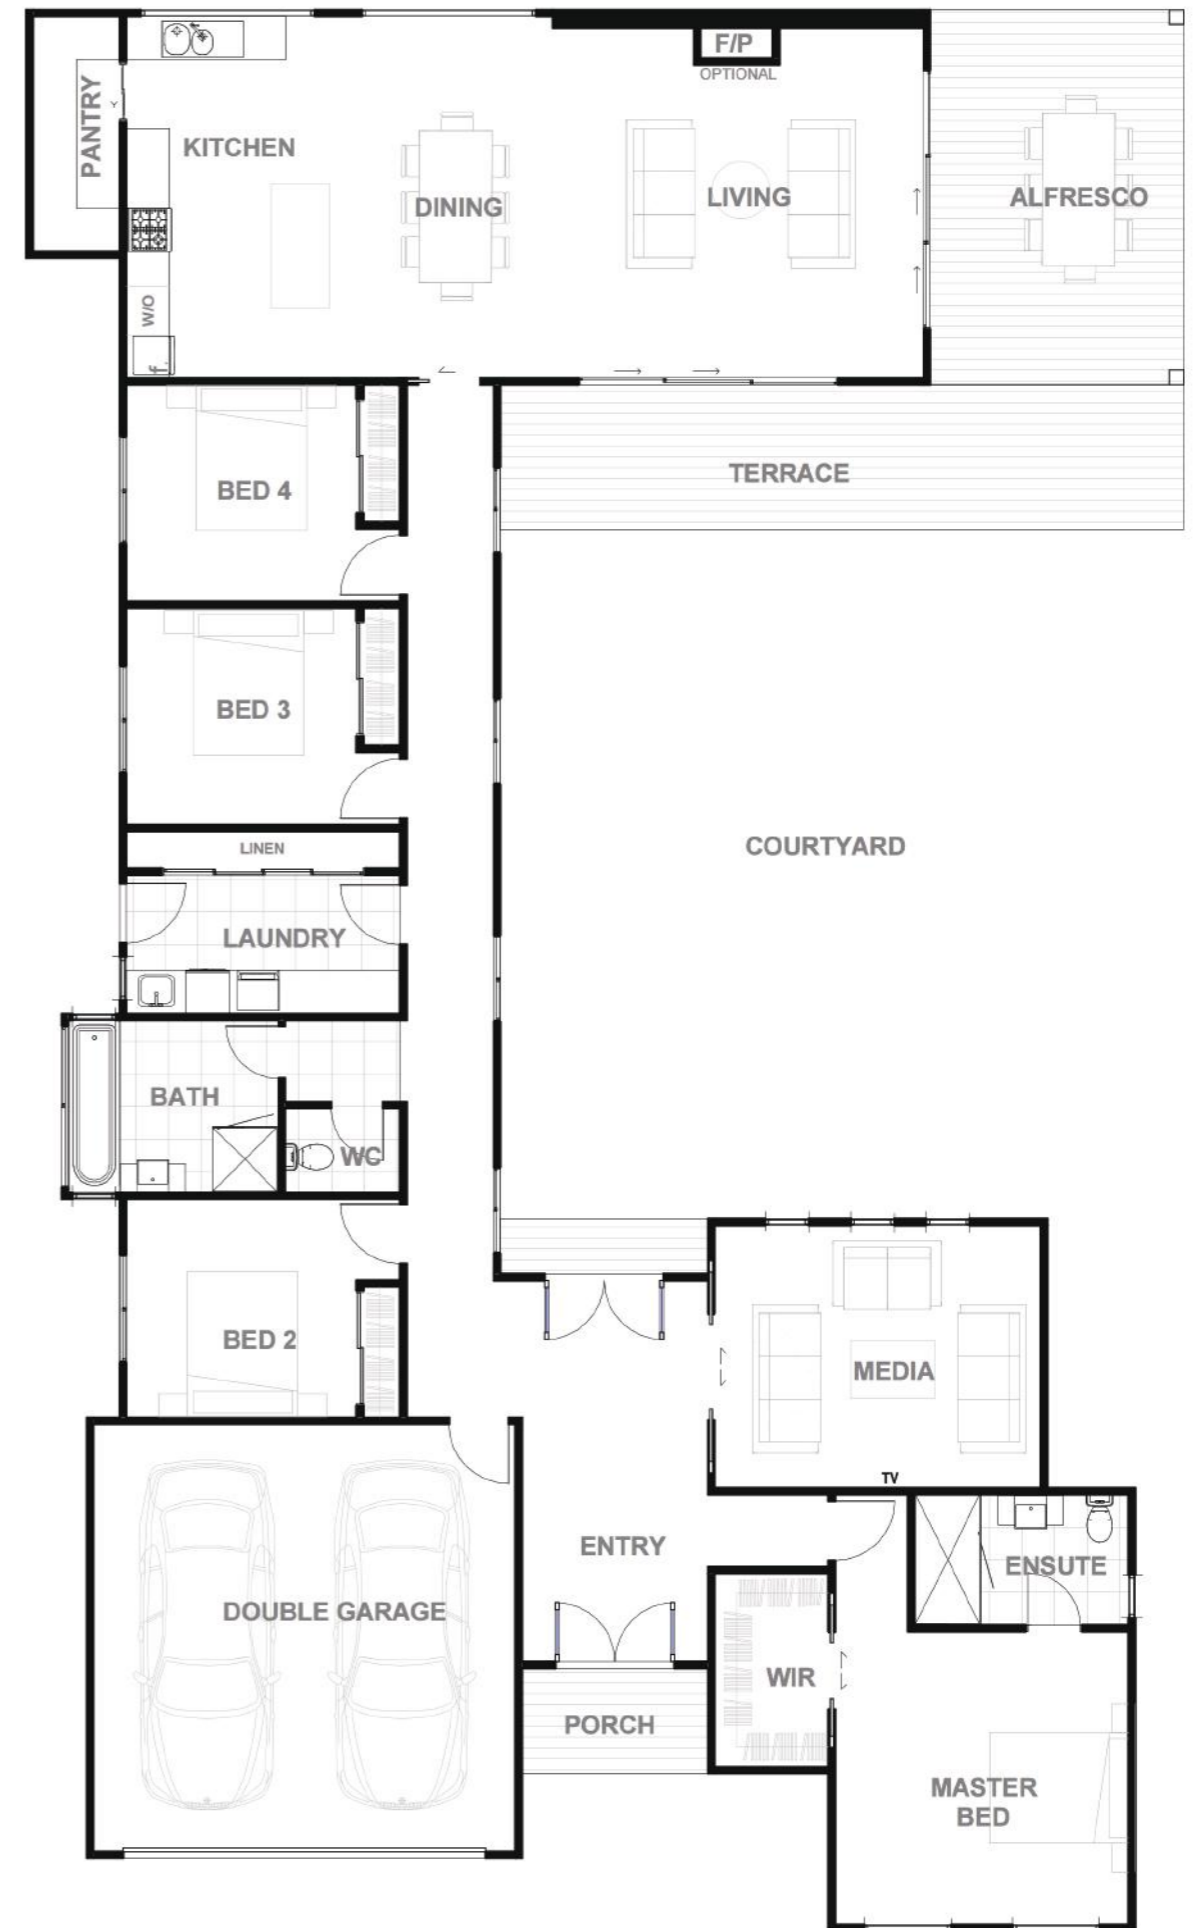 F/P
OPTIONAL
PANTRY
KITCHEN
DINING
LIVING
ALFRESCO
W/O
f.
BED 4
TERRACE
BED 3
LINEN
COURTYARD
LAUNDRY
BATH
WC
BED 2
MEDIA
TV
ENTRY
ENSUTE
DOUBLE GARAGE
WIR
PORCH
MASTER
BED